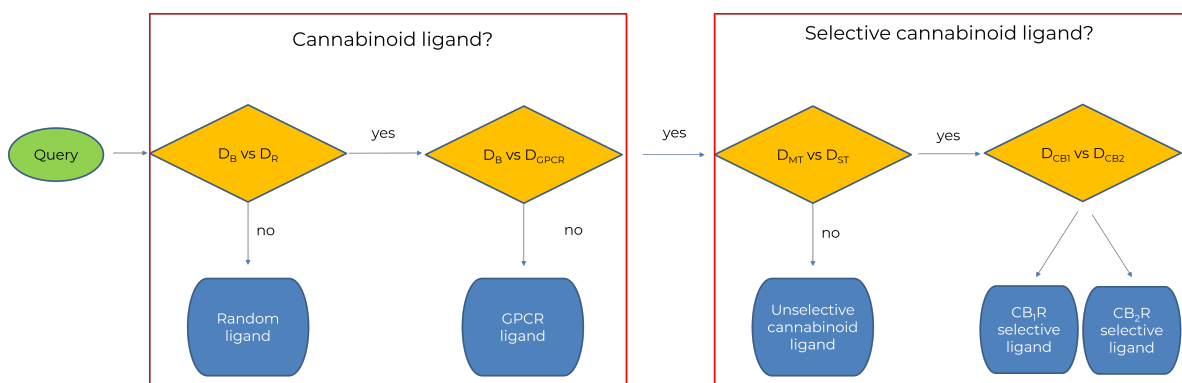 Cannabinoid ligand?
Selective cannabinoid ligand?
Query
D_B vs D_R
yes
D_B vs D_GPCR
yes
D_MT vs D_ST
yes
D_CB1 vs D_CB2
no
no
no
Random
ligand
GPCR
ligand
Unselective
cannabinoid
ligand
CB₁R
selective
ligand
CB₂R
selective
ligand